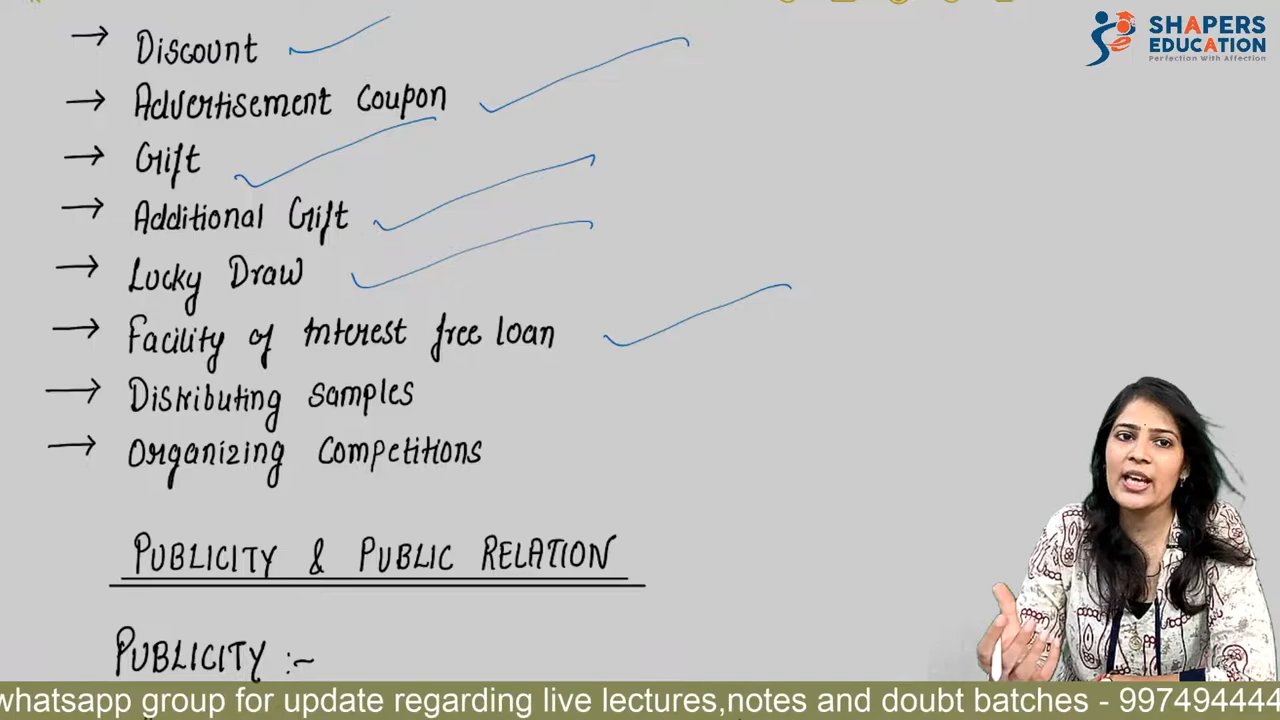 SHAPERS
EDUCATION
Perfection With Affection
→ Discount
→ Advertisement Coupon
→ Gift
→ Additional Gift
→ Lucky Draw
→ Facility of Interest free loan
→ Distributing samples
→ Organizing Competitions
PUBLICITY & PUBLIC RELATION
PUBLICITY :-
whatsapp group for update regarding live lectures,notes and doubt batches - 997494444